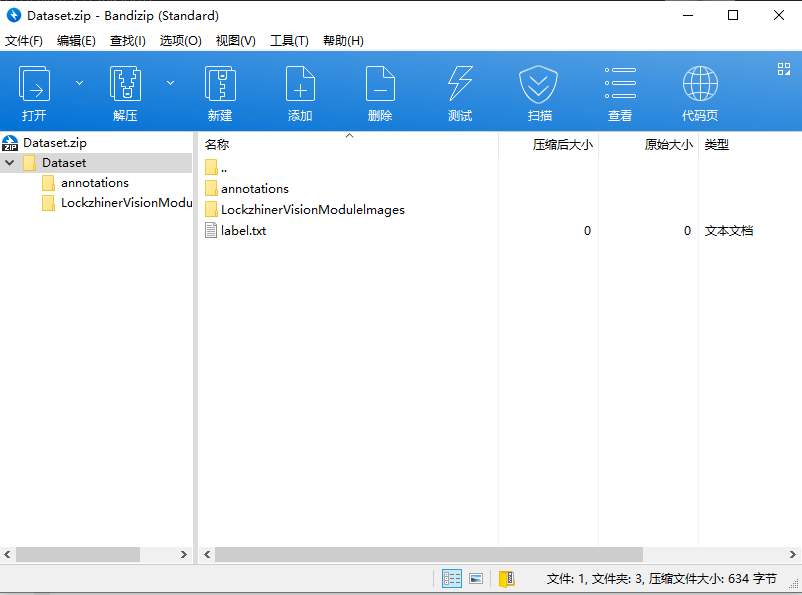 Dataset.zip - Bandizip (Standard)
文件(F) 编辑(E) 查找(I) 选项(O) 视图(V) 工具(T) 帮助(H)
打开 解压 新建 添加 删除 测试 扫描 查看 代码页
Dataset.zip
Dataset
annotations
LockzhinerVisionModu
名称 压缩后大小 原始大小 类型
..
annotations
LockzhinerVisionModuleImages
label.txt 0 0 文本文档
文件: 1, 文件夹: 3, 压缩文件大小: 634 字节